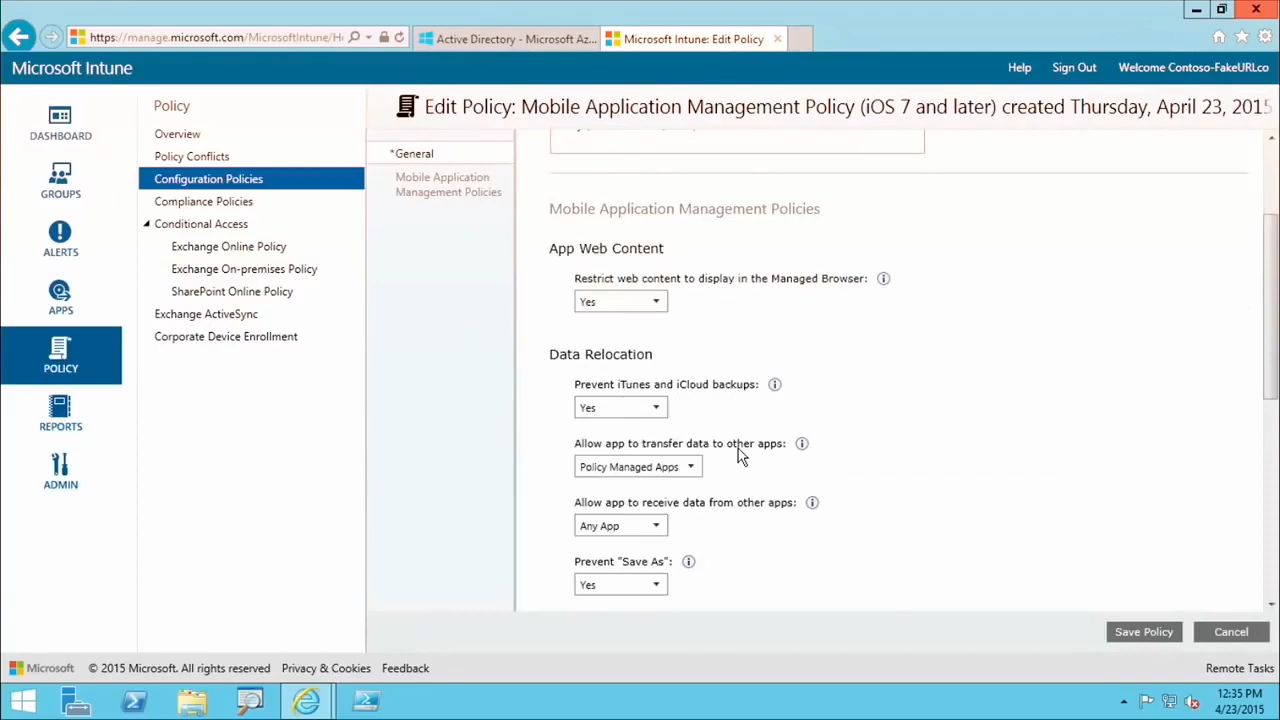 https://manage.microsoft.com/MicrosoftIntune/H
Active Directory - Microsoft Az...
Microsoft Intune: Edit Policy
Microsoft Intune
Help
Sign Out
Welcome Contoso-FakeURLco
DASHBOARD
GROUPS
ALERTS
APPS
POLICY
REPORTS
ADMIN
Policy
Overview
Policy Conflicts
Configuration Policies
Compliance Policies
Conditional Access
Exchange Online Policy
Exchange On-premises Policy
SharePoint Online Policy
Exchange ActiveSync
Corporate Device Enrollment
Edit Policy: Mobile Application Management Policy (iOS 7 and later) created Thursday, April 23, 2015
*General
Mobile Application
Management Policies
Mobile Application Management Policies
App Web Content
Restrict web content to display in the Managed Browser:
Yes
Data Relocation
Prevent iTunes and iCloud backups:
Yes
Allow app to transfer data to other apps:
Policy Managed Apps
Allow app to receive data from other apps:
Any App
Prevent "Save As":
Yes
Save Policy
Cancel
Microsoft
© 2015 Microsoft. All rights reserved
Privacy & Cookies
Feedback
Remote Tasks
12:35 PM
4/23/2015